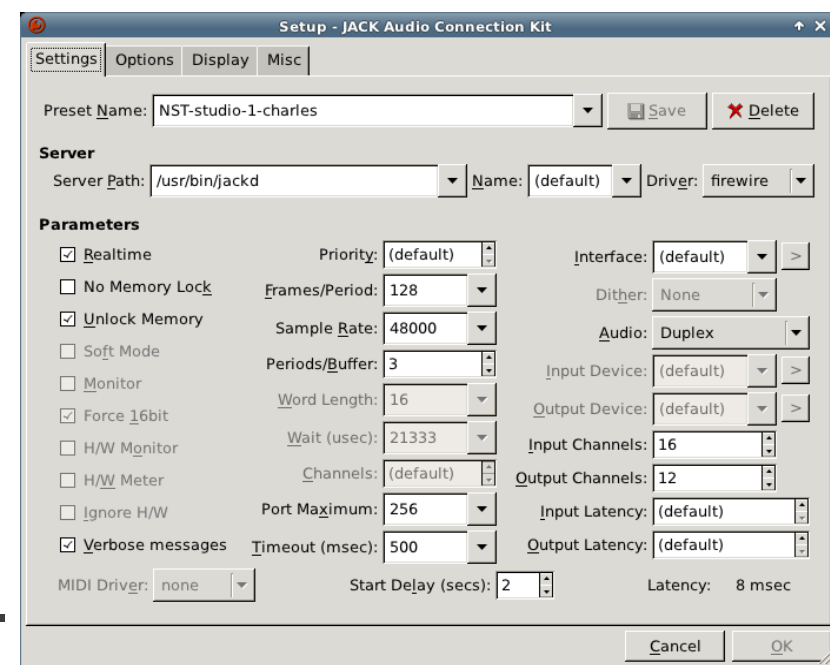 Setup - JACK Audio Connection Kit
Settings Options Display Misc
Preset Name: NST-studio-1-charles Save Delete
Server
Server Path: /usr/bin/jackd Name: (default) Driver: firewire
Parameters
Realtime Priority: (default) Interface: (default) >
No Memory Lock Frames/Period: 128 Dither: None
Unlock Memory Sample Rate: 48000 Audio: Duplex
Soft Mode Periods/Buffer: 3 Input Device: (default) >
Monitor Word Length: 16 Output Device: (default) >
Force 16bit Wait (usec): 21333 Input Channels: 16
H/W Monitor Channels: (default) Output Channels: 12
H/W Meter Port Maximum: 256 Input Latency: (default)
Ignore H/W Timeout (msec): 500 Output Latency: (default)
Verbose messages
MIDI Driver: none Start Delay (secs): 2 Latency: 8 msec
Cancel OK